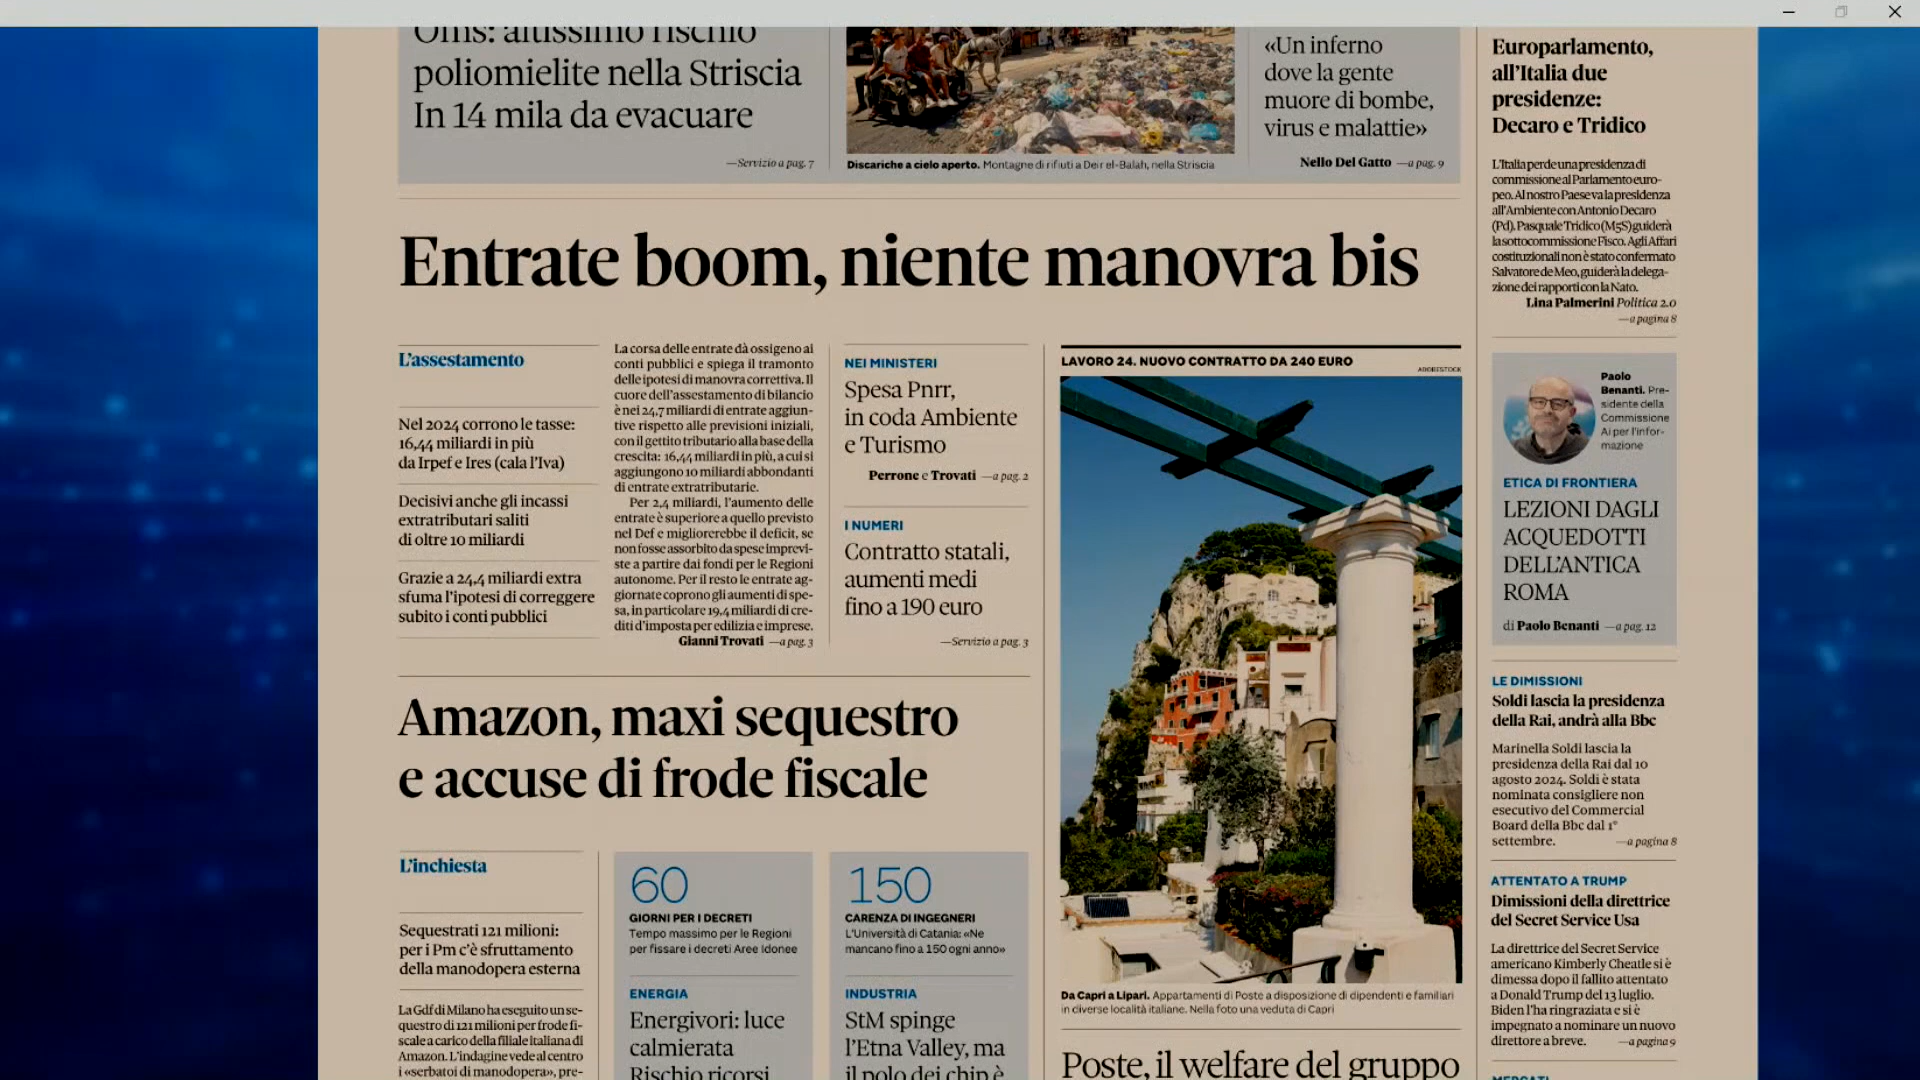 Oms: altissimo rischio
poliomielite nella Striscia
In 14 mila da evacuare
—Servizio a pag. 7
Discariche a cielo aperto. Montagne di rifiuti a Deir el-Balah, nella Striscia
«Un inferno
dove la gente
muore di bombe,
virus e malattie»
Nello Del Gatto —a pag. 9
Entrate boom, niente manovra bis
L'assestamento
Nel 2024 corrono le tasse:
16,44 miliardi in più
da Irpef e Ires (cala l'Iva)
Decisivi anche gli incassi
extratributari saliti
di oltre 10 miliardi
Grazie a 24,4 miliardi extra
sfuma l'ipotesi di correggere
subito i conti pubblici
La corsa delle entrate dà ossigeno ai
conti pubblici e spiega il tramonto
delle ipotesi di manovra correttiva. Il
cuore dell'assestamento di bilancio
è nei 24,7 miliardi di entrate aggiun-
tive rispetto alle previsioni iniziali,
con il gettito tributario alla base della
crescita: 16,44 miliardi in più, a cui si
aggiungono 10 miliardi abbondanti
di entrate extratributarie.
Per 2,4 miliardi, l'aumento delle
entrate è superiore a quello previsto
nel Def e migliorerebbe il deficit, se
non fosse assorbito da spese imprevi-
ste a partire dai fondi per le Regioni
autonome. Per il resto le entrate ag-
giornate coprono gli aumenti di spe-
sa, in particolare 19,4 miliardi di cre-
diti d'imposta per edilizia e imprese.
Gianni Trovati —a pag. 3
NEI MINISTERI
Spesa Pnrr,
in coda Ambiente
e Turismo
Perrone e Trovati —a pag. 2
I NUMERI
Contratto statali,
aumenti medi
fino a 190 euro
—Servizio a pag. 3
Amazon, maxi sequestro
e accuse di frode fiscale
L'inchiesta
Sequestrati 121 milioni:
per i Pm c'è sfruttamento
della manodopera esterna
La Gdf di Milano ha eseguito un se-
questro di 121 milioni per frode fi-
scale a carico della filiale italiana di
Amazon. L'indagine vede al centro
i «serbatoi di manodopera», pre-
60
GIORNI PER I DECRETI
Tempo massimo per le Regioni
per fissare i decreti Aree Idonee
ENERGIA
Energivori: luce
calmierata
Rischio ricorsi
150
CARENZA DI INGEGNERI
L'Università di Catania: «Ne
mancano fino a 150 ogni anno»
INDUSTRIA
StM spinge
l'Etna Valley, ma
il polo dei chip è
LAVORO 24. NUOVO CONTRATTO DA 240 EURO
ADOBESTOCK
Da Capri a Lipari. Appartamenti di Poste a disposizione di dipendenti e familiari
in diverse località italiane. Nella foto una veduta di Capri
Poste, il welfare del gruppo
Europarlamento,
all'Italia due
presidenze:
Decaro e Tridico
L'Italia perde una presidenza di
commissione al Parlamento euro-
peo. Al nostro Paese va la presidenza
all'Ambiente con Antonio Decaro
(Pd). Pasquale Tridico (M5S) guiderà
la sottocommissione Fisco. Agli Affari
costituzionali non è stato confermato
Salvatore de Meo, guiderà la delega-
zione dei rapporti con la Nato.
Lina Palmerini Politica 2.0
—a pagina 8
Paolo
Benanti. Pre-
sidente della
Commissione
Ai per l'infor-
mazione
ETICA DI FRONTIERA
LEZIONI DAGLI
ACQUEDOTTI
DELL'ANTICA
ROMA
di Paolo Benanti —a pag. 12
LE DIMISSIONI
Soldi lascia la presidenza
della Rai, andrà alla Bbc
Marinella Soldi lascia la
presidenza della Rai dal 10
agosto 2024. Soldi è stata
nominata consigliere non
esecutivo del Commercial
Board della Bbc dal 1°
settembre. —a pagina 8
ATTENTATO A TRUMP
Dimissioni della direttrice
del Secret Service Usa
La direttrice del Secret Service
americano Kimberly Cheatle si è
dimessa dopo il fallito attentato
a Donald Trump del 13 luglio.
Biden l'ha ringraziata e si è
impegnato a nominare un nuovo
direttore a breve. —a pagina 9
MERCATI